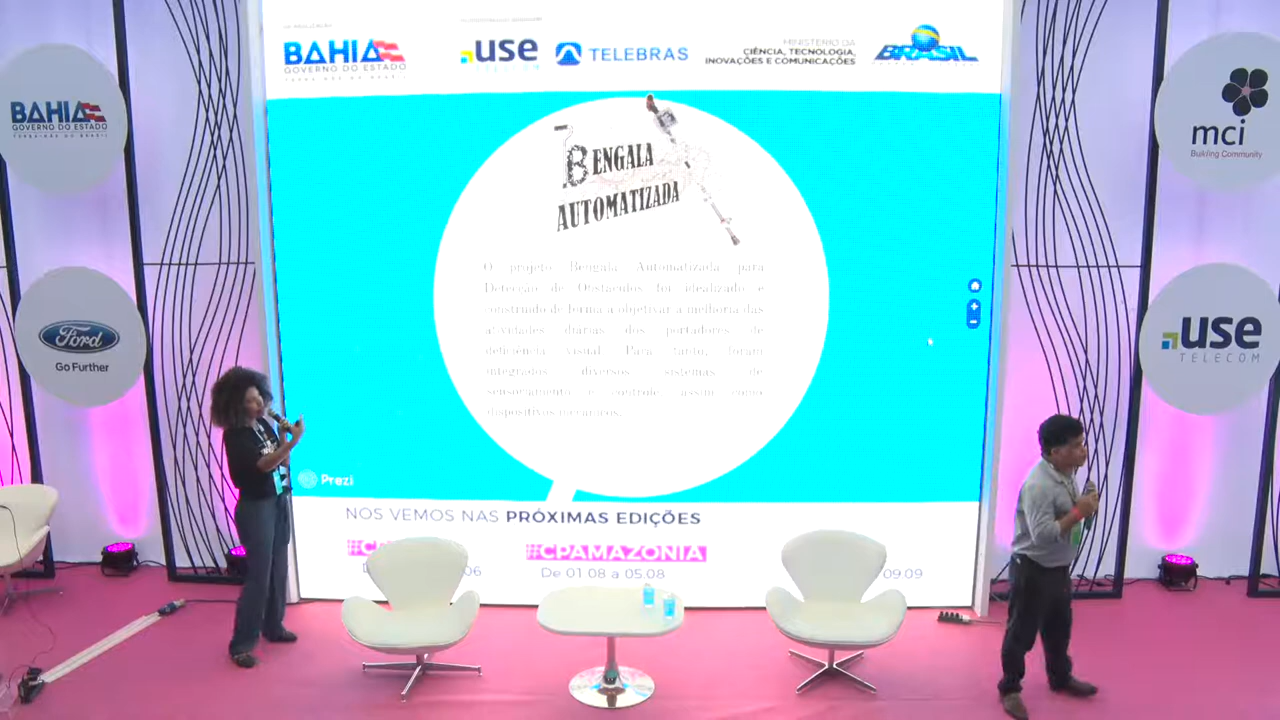 BAHIA
GOVERNO DO ESTADO
USE
TELECOM
TELEBRAS
MINISTÉRIO DA
CIÊNCIA, TECNOLOGIA,
INOVAÇÕES E COMUNICAÇÕES
BRASIL
BAHIA
GOVERNO DO ESTADO
mci
Building Community
BENGALA
AUTOMATIZADA
O projeto Bengala Automatizada para
Detecção de Obstáculos foi idealizado e
construído de forma a objetivar a melhoria das
atividades diárias dos portadores de
deficiência visual. Para tanto, foram
integrados diversos sistemas de
sensoriamento e controle, assim como
dispositivos mecânicos.
Ford
Go Further
USE
TELECOM
Prezi
NOS VEMOS NAS PRÓXIMAS EDIÇÕES
#CPAMAZONIA
De 01.08 a 05.08
09.09